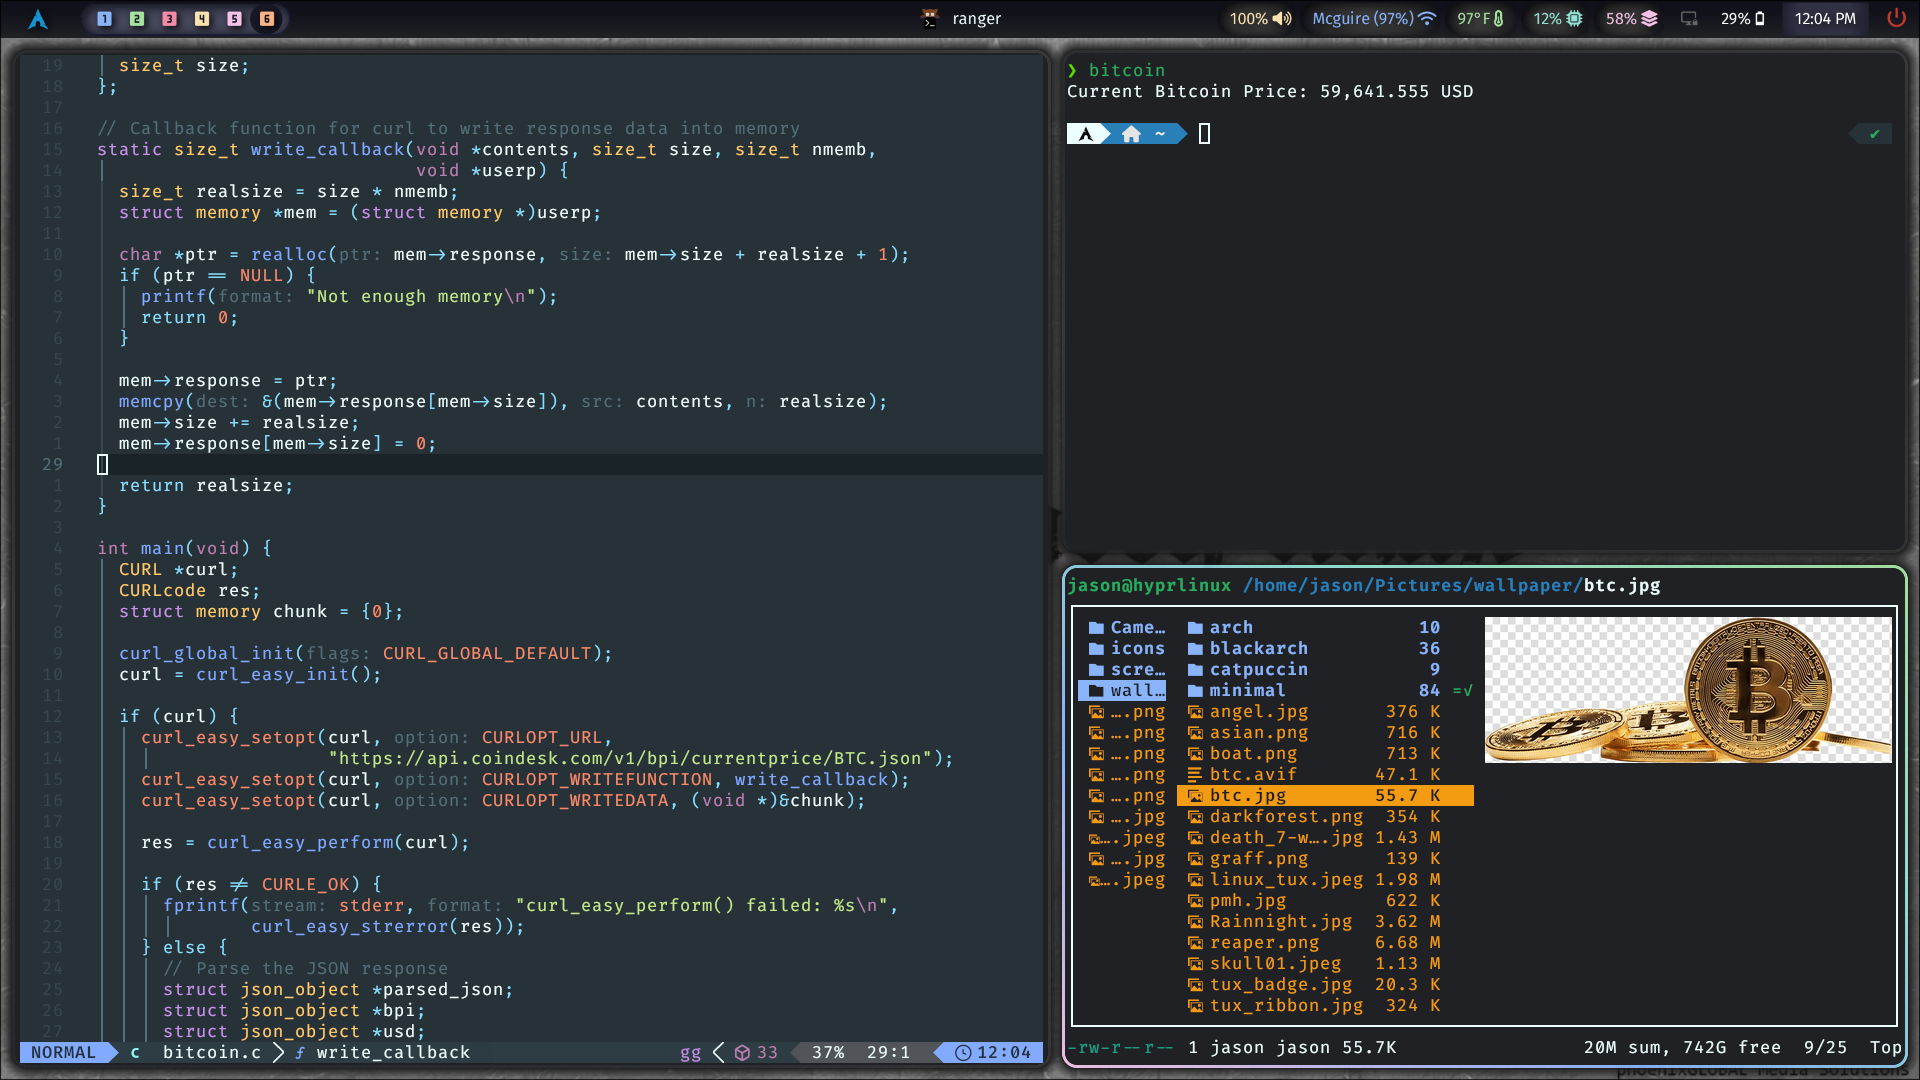 1 2 3 4 5 6
ranger
100% Mcguire (97%) 97°F 12% 58% 29% 12:04 PM
19 size_t size;
18 };
17
16 // Callback function for curl to write response data into memory
15 static size_t write_callback(void *contents, size_t size, size_t nmemb,
14 void *userp) {
13 size_t realsize = size * nmemb;
12 struct memory *mem = (struct memory *)userp;
11
10 char *ptr = realloc(ptr: mem->response, size: mem->size + realsize + 1);
9 if (ptr == NULL) {
8 printf(format: "Not enough memory\n");
7 return 0;
6 }
5
4 mem->response = ptr;
3 memcpy(dest: &(mem->response[mem->size]), src: contents, n: realsize);
2 mem->size += realsize;
1 mem->response[mem->size] = 0;
29
1 return realsize;
2 }
3
4 int main(void) {
5 CURL *curl;
6 CURLcode res;
7 struct memory chunk = {0};
8
9 curl_global_init(flags: CURL_GLOBAL_DEFAULT);
10 curl = curl_easy_init();
11
12 if (curl) {
13 curl_easy_setopt(curl, option: CURLOPT_URL,
14 "https://api.coindesk.com/v1/bpi/currentprice/BTC.json");
15 curl_easy_setopt(curl, option: CURLOPT_WRITEFUNCTION, write_callback);
16 curl_easy_setopt(curl, option: CURLOPT_WRITEDATA, (void *)&chunk);
17
18 res = curl_easy_perform(curl);
19
20 if (res != CURLE_OK) {
21 fprintf(stream: stderr, format: "curl_easy_perform() failed: %s\n",
22 curl_easy_strerror(res));
23 } else {
24 // Parse the JSON response
25 struct json_object *parsed_json;
26 struct json_object *bpi;
27 struct json_object *usd;
NORMAL C bitcoin.c > f write_callback gg < 33 37% 29:1 12:04
❯ bitcoin
Current Bitcoin Price: 59,641.555 USD
~ ✔
jason@hyprlinux /home/jason/Pictures/wallpaper/btc.jpg
Came… arch 10
icons blackarch 36
scre… catpuccin 9
wall… minimal 84 =√
….png angel.jpg 376 K
….png asian.png 716 K
….png boat.png 713 K
….png btc.avif 47.1 K
….png btc.jpg 55.7 K
….jpg darkforest.png 354 K
….jpeg death_7-w….jpg 1.43 M
….jpg graff.png 139 K
….jpeg linux_tux.jpeg 1.98 M
pmh.jpg 622 K
Rainnight.jpg 3.62 M
reaper.png 6.68 M
skull01.jpeg 1.13 M
tux_badge.jpg 20.3 K
tux_ribbon.jpg 324 K
-rw-r--r-- 1 jason jason 55.7K 20M sum, 742G free 9/25 Top
phoenixGLOBAL Media Solutions